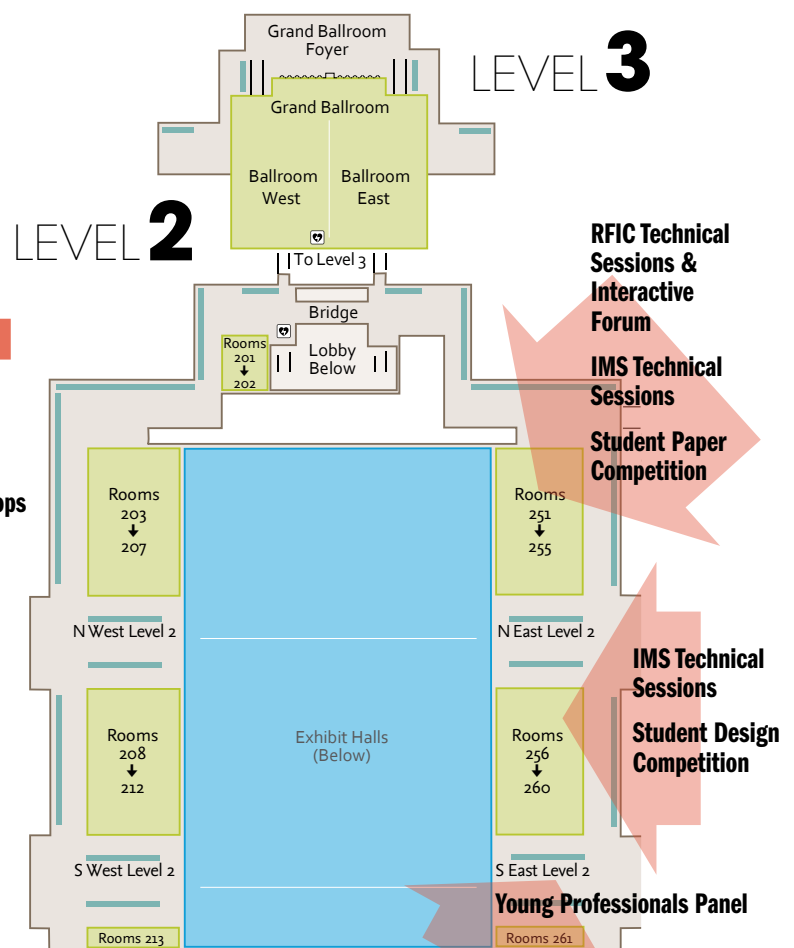 Grand Ballroom
Foyer
LEVEL 3
Grand Ballroom
Ballroom
West
Ballroom
East
LEVEL 2
To Level 3
Bridge
Rooms
201
202
Lobby
Below
RFIC Technical
Sessions &
Interactive
Forum
IMS Technical
Sessions
Student Paper
Competition
ops
Rooms
203
207
Rooms
251
255
N West Level 2
N East Level 2
IMS Technical
Sessions
Student Design
Competition
Rooms
208
212
Exhibit Halls
(Below)
Rooms
256
260
S West Level 2
S East Level 2
Young Professionals Panel
Rooms 213
Rooms 261